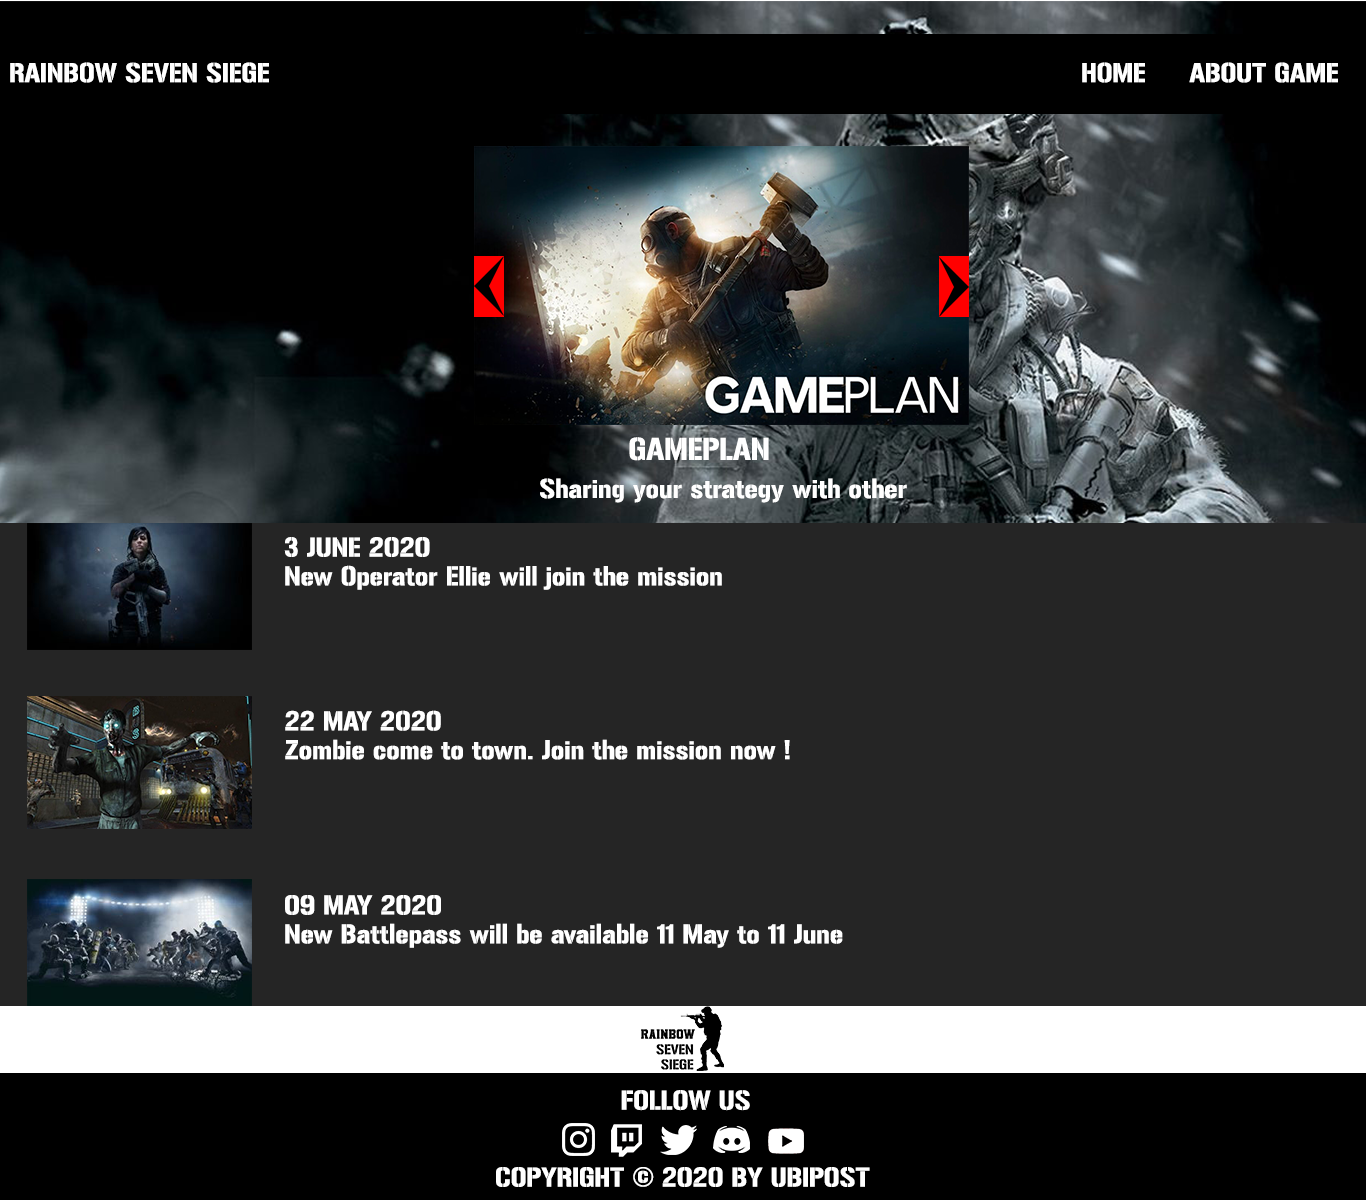 RAINBOW SEVEN SIEGE
HOME
ABOUT GAME
GAMEPLAN
GAMEPLAN
Sharing your strategy with other
3 JUNE 2020
New Operator Ellie will join the mission
22 MAY 2020
Zombie come to town. Join the mission now !
09 MAY 2020
New Battlepass will be available 11 May to 11 June
RAINBOW
SEVEN
SIEGE
FOLLOW US
COPYRIGHT © 2020 BY UBIPOST